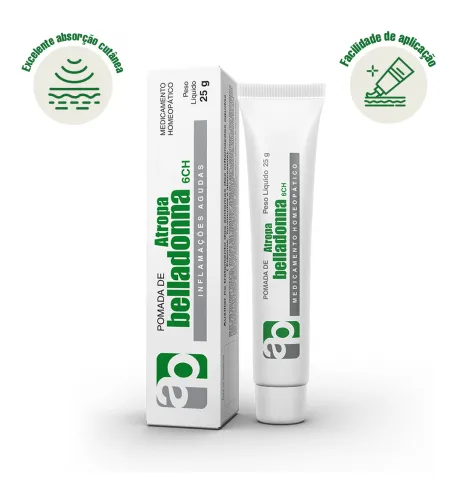 Excelente absorção cutânea
Facilidade de aplicação
MEDICAMENTO
HOMEOPÁTICO
Peso
Líquido
25 g
POMADA DE
Atropa
belladonna 6CH
INFLAMAÇÕES AGUDAS
ap
POMADA DE
Atropa
Peso Líquido 25 g
belladonna 6CH
MEDICAMENTO HOMEOPÁTICO
ap